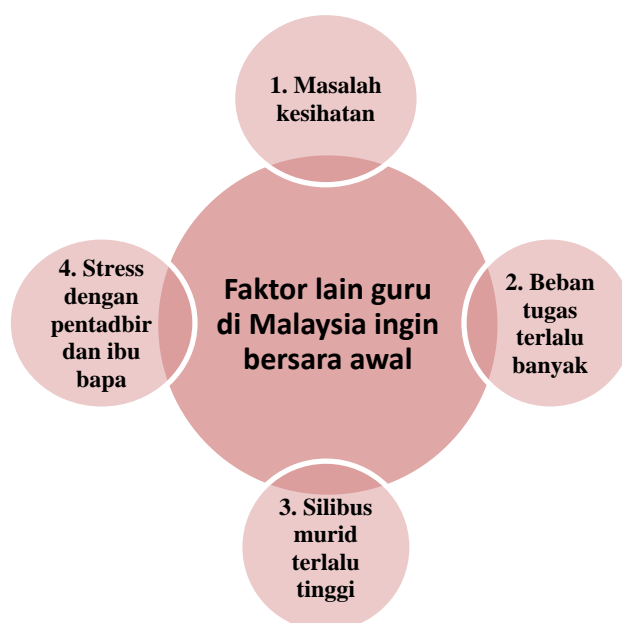 1. Masalah
kesihatan
Faktor lain guru
di Malaysia ingin
bersara awal
2. Beban
tugas
terlalu
banyak
3. Silibus
murid
terlalu
tinggi
4. Stress
dengan
pentadbir
dan ibu
bapa